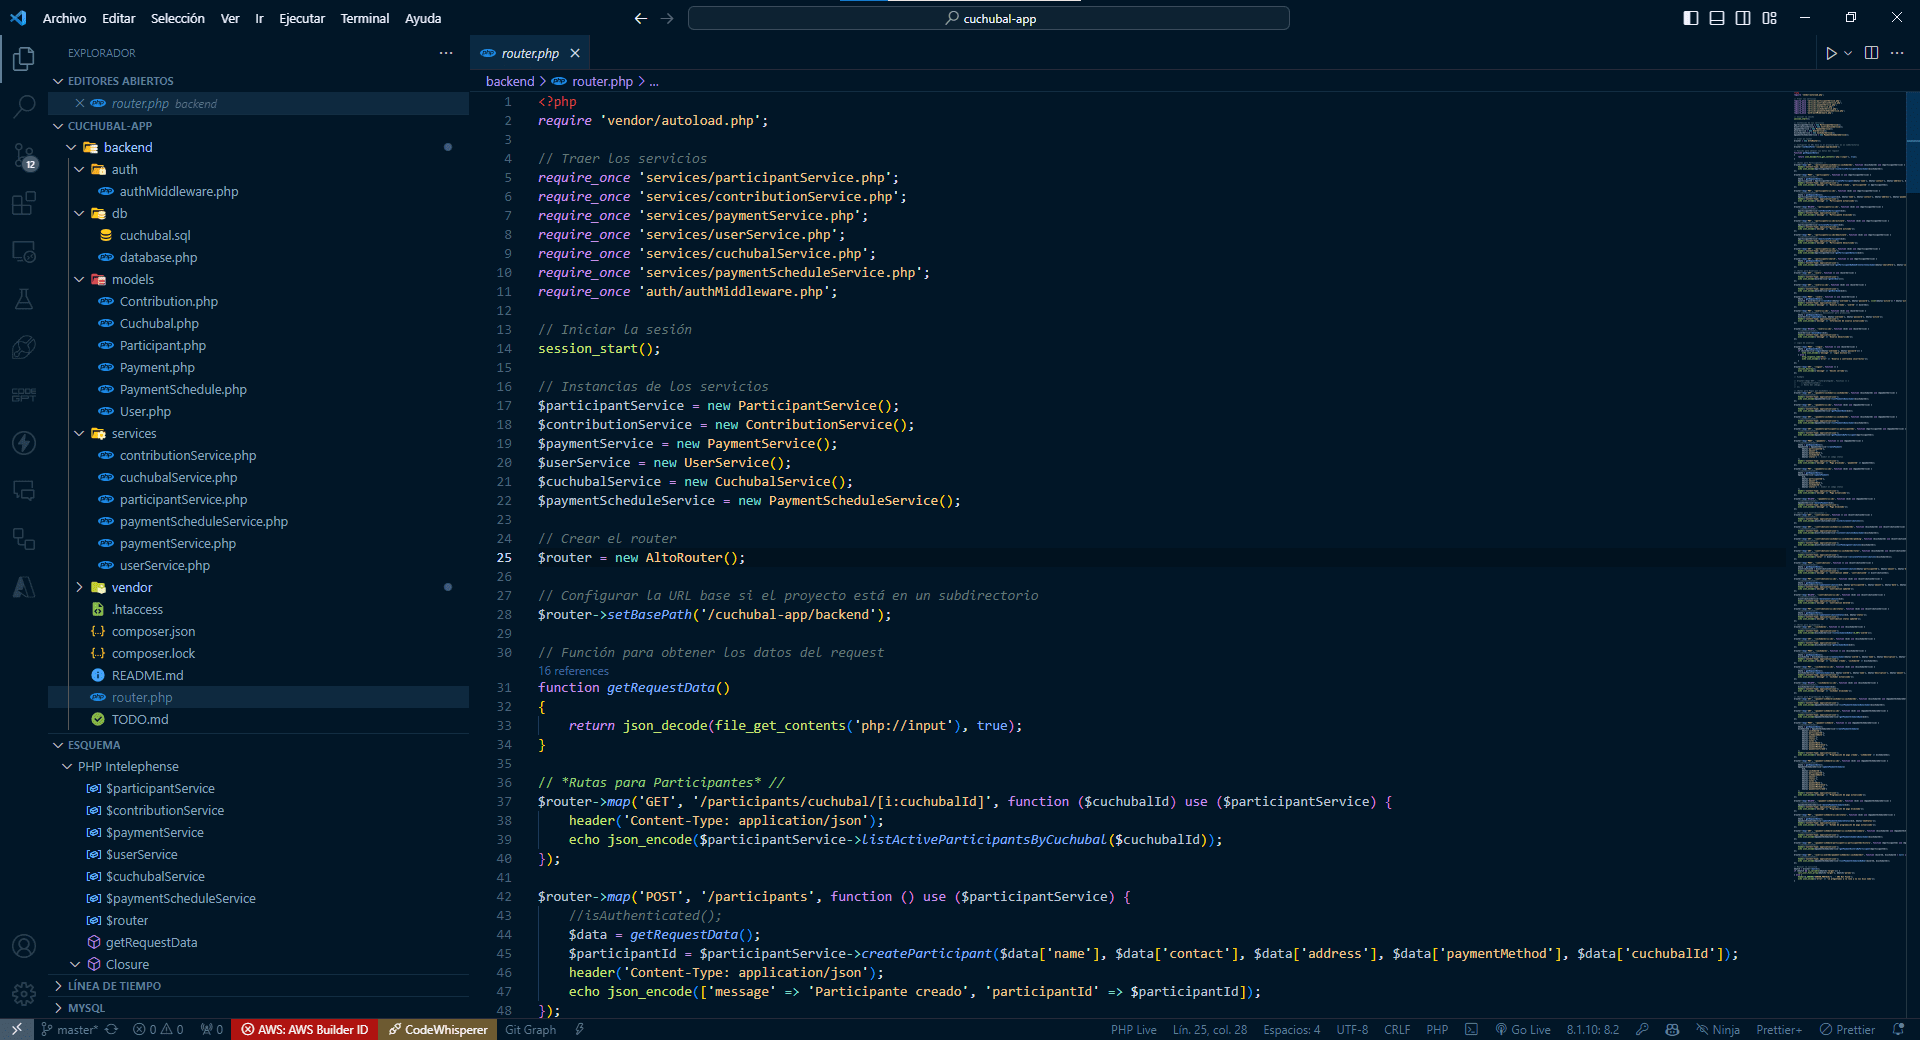 Archivo Editar Selección Ver Ir Ejecutar Terminal Ayuda
cuchubal-app
EXPLORADOR
EDITORES ABIERTOS
router.php backend
CUCHUBAL-APP
backend
auth
authMiddleware.php
db
cuchubal.sql
database.php
models
Contribution.php
Cuchubal.php
Participant.php
Payment.php
PaymentSchedule.php
User.php
services
contributionService.php
cuchubalService.php
participantService.php
paymentScheduleService.php
paymentService.php
userService.php
vendor
.htaccess
composer.json
composer.lock
README.md
router.php
TODO.md
ESQUEMA
PHP Intelephense
$participantService
$contributionService
$paymentService
$userService
$cuchubalService
$paymentScheduleService
$router
getRequestData
Closure
LÍNEA DE TIEMPO
MYSQL
12
CODE
GPT
router.php
backend > router.php > ...
1 <?php
2 require 'vendor/autoload.php';
3
4 // Traer los servicios
5 require_once 'services/participantService.php';
6 require_once 'services/contributionService.php';
7 require_once 'services/paymentService.php';
8 require_once 'services/userService.php';
9 require_once 'services/cuchubalService.php';
10 require_once 'services/paymentScheduleService.php';
11 require_once 'auth/authMiddleware.php';
12
13 // Iniciar la sesión
14 session_start();
15
16 // Instancias de los servicios
17 $participantService = new ParticipantService();
18 $contributionService = new ContributionService();
19 $paymentService = new PaymentService();
20 $userService = new UserService();
21 $cuchubalService = new CuchubalService();
22 $paymentScheduleService = new PaymentScheduleService();
23
24 // Crear el router
25 $router = new AltoRouter();
26
27 // Configurar la URL base si el proyecto está en un subdirectorio
28 $router->setBasePath('/cuchubal-app/backend');
29
30 // Función para obtener los datos del request
16 references
31 function getRequestData()
32 {
33 return json_decode(file_get_contents('php://input'), true);
34 }
35
36 // *Rutas para Participantes* //
37 $router->map('GET', '/participants/cuchubal/[i:cuchubalId]', function ($cuchubalId) use ($participantService) {
38 header('Content-Type: application/json');
39 echo json_encode($participantService->listActiveParticipantsByCuchubal($cuchubalId));
40 });
41
42 $router->map('POST', '/participants', function () use ($participantService) {
43 //isAuthenticated();
44 $data = getRequestData();
45 $participantId = $participantService->createParticipant($data['name'], $data['contact'], $data['address'], $data['paymentMethod'], $data['cuchubalId']);
46 header('Content-Type: application/json');
47 echo json_encode(['message' => 'Participante creado', 'participantId' => $participantId]);
48 });
master* 0 0 0 AWS: AWS Builder ID CodeWhisperer Git Graph PHP Live Lín. 25, col. 28 Espacios: 4 UTF-8 CRLF PHP Go Live 8.1.10: 8.2 Ninja Prettier+ Prettier